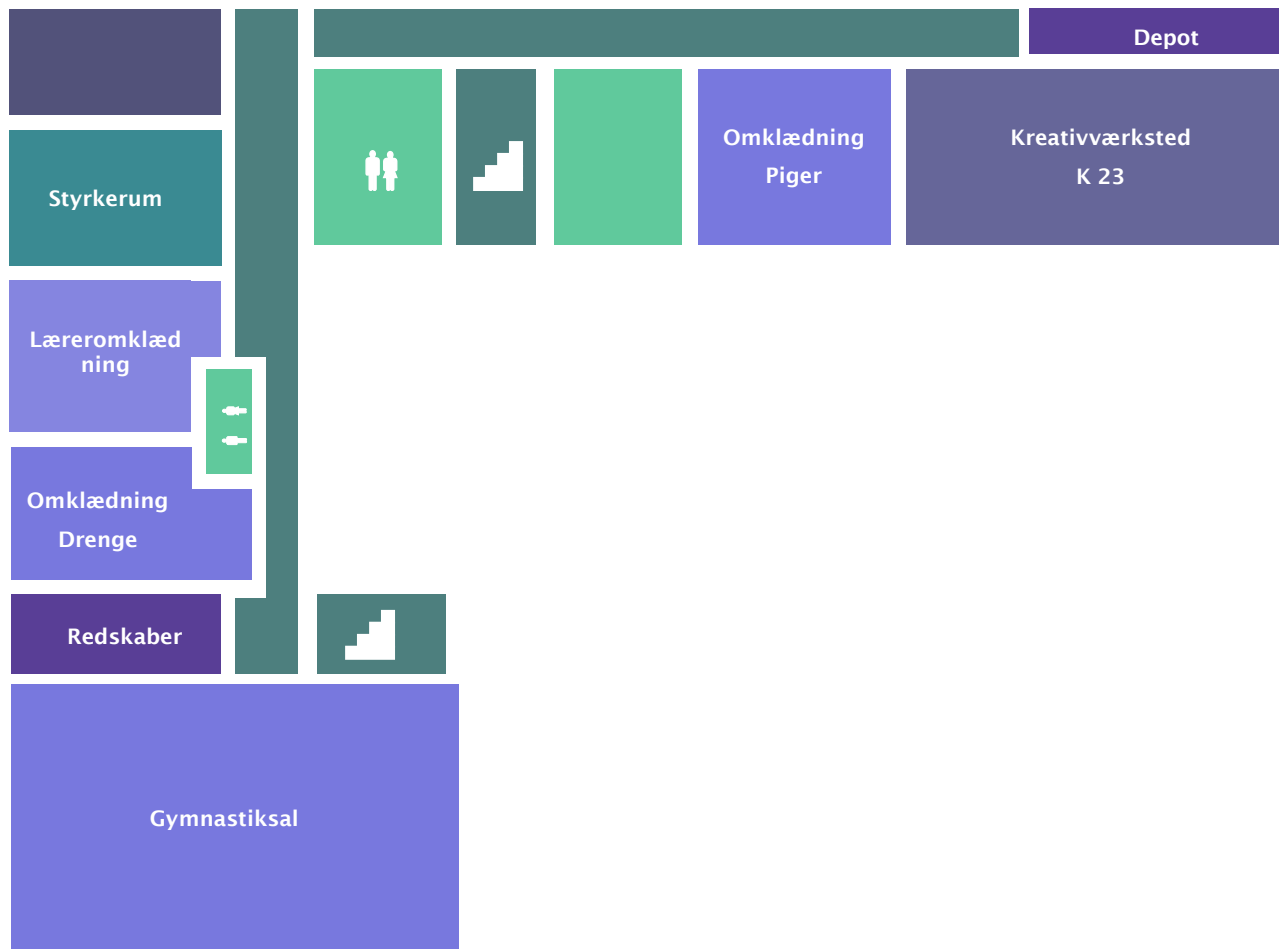 Depot
Omklædning
Piger
Kreativværksted
K 23
Styrkerum
Læreromklæd
ning
Omklædning
Drenge
Redskaber
Gymnastiksal